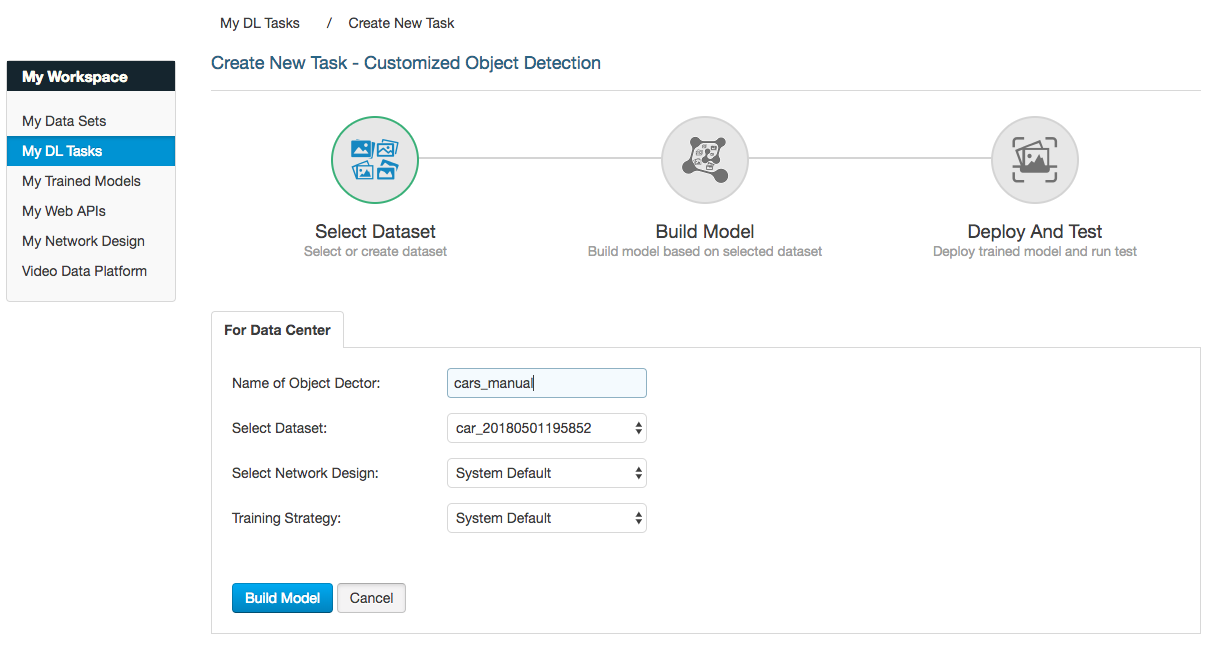 My DL Tasks / Create New Task
Create New Task - Customized Object Detection
My Workspace
My Data Sets
My DL Tasks
My Trained Models
My Web APIs
My Network Design
Video Data Platform
Select Dataset
Select or create dataset
Build Model
Build model based on selected dataset
Deploy And Test
Deploy trained model and run test
For Data Center
Name of Object Dector: cars_manual
Select Dataset: car_20180501195852
Select Network Design: System Default
Training Strategy: System Default
Build Model Cancel